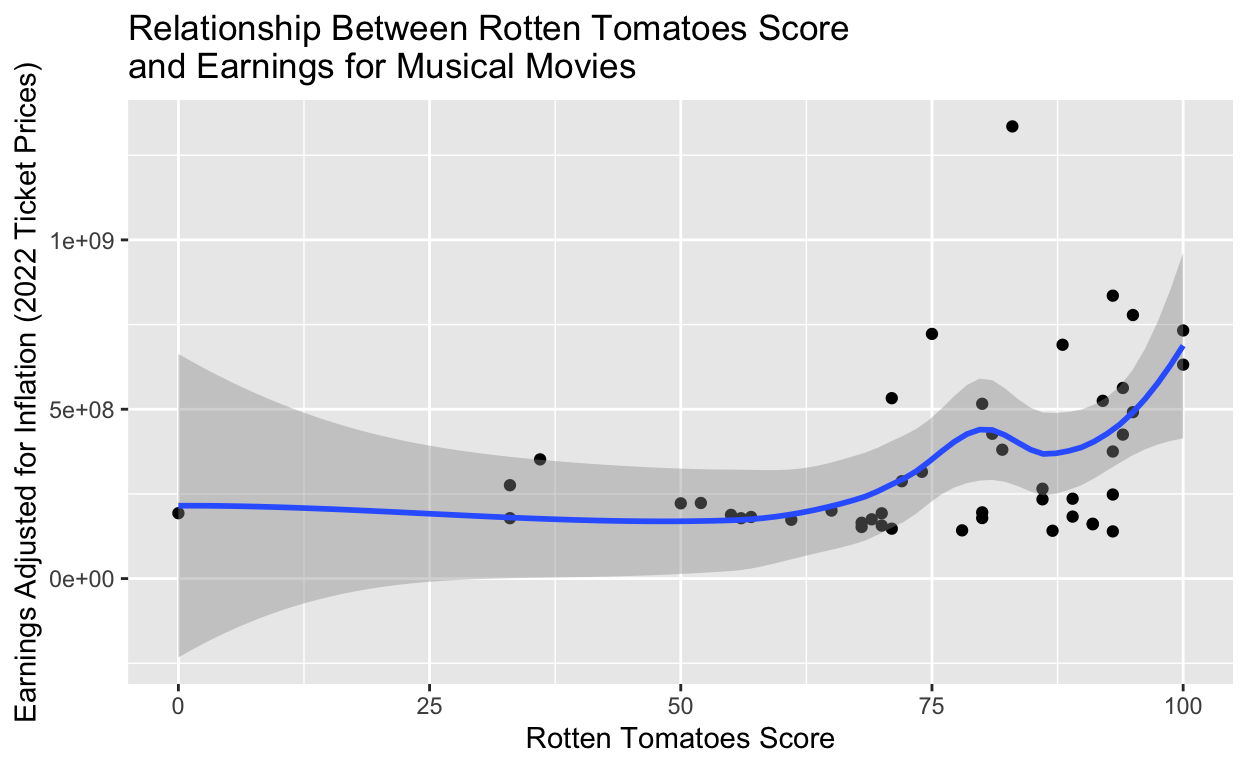 Relationship Between Rotten Tomatoes Score
and Earnings for Musical Movies
Earnings Adjusted for Inflation (2022 Ticket Prices)
1e+09
5e+08
0e+00
0
25
50
75
100
Rotten Tomatoes Score